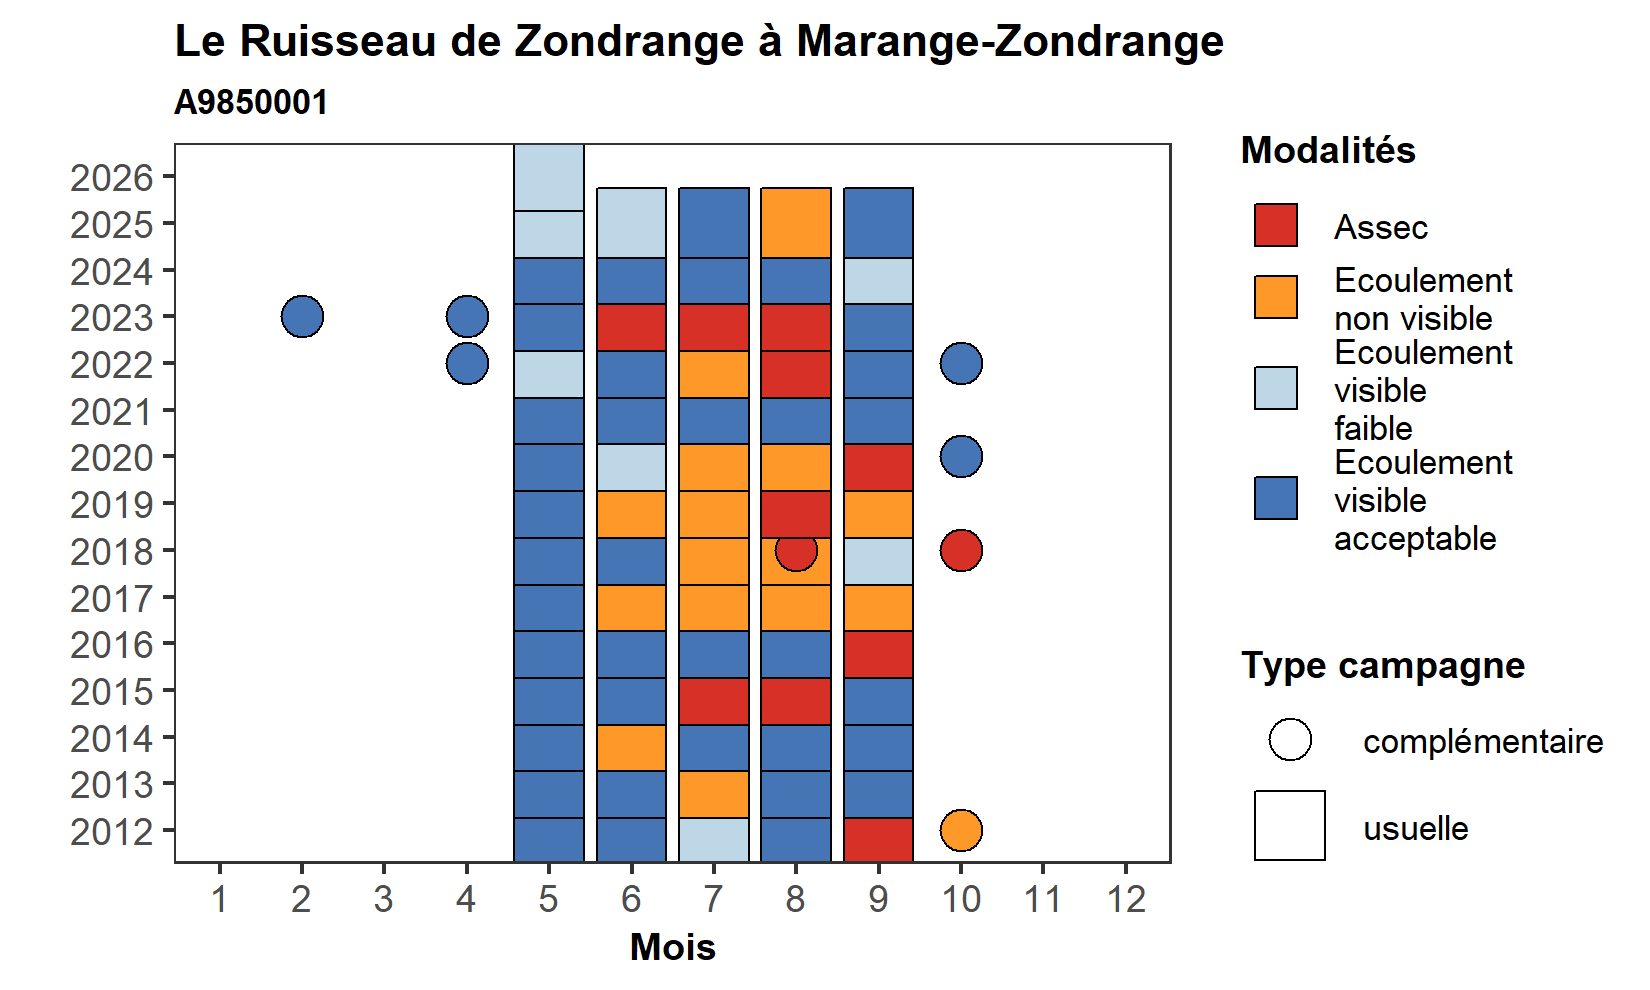 Le Ruisseau de Zondrange à Marange-Zondrange
A9850001
2026
2025
2024
2023
2022
2021
2020
2019
2018
2017
2016
2015
2014
2013
2012
1 2 3 4 5 6 7 8 9 10 11 12
Mois
Modalités
Assec
Ecoulement
non visible
Ecoulement
visible
faible
Ecoulement
visible
acceptable
Type campagne
complémentaire
usuelle